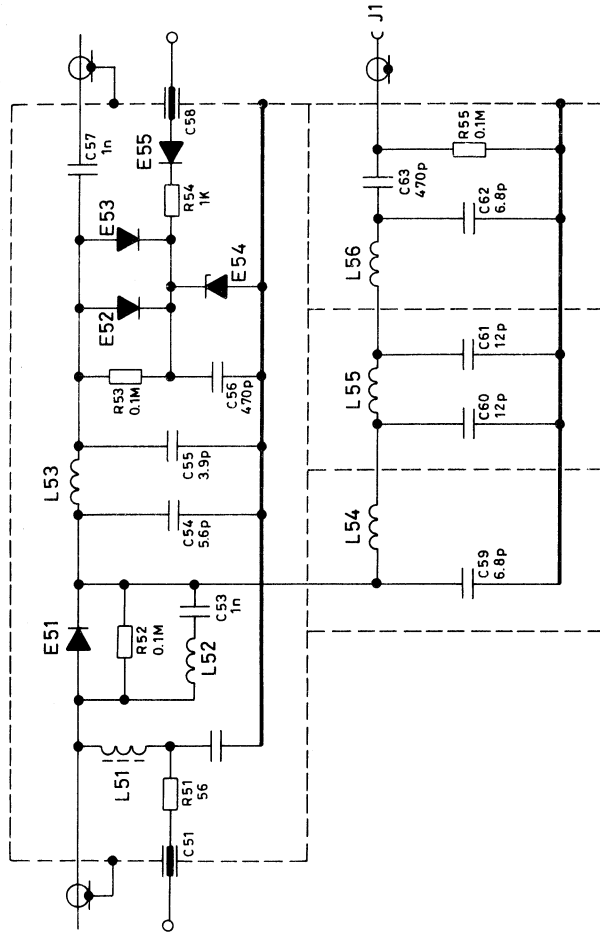 J1
C57
1n
C58
E55
R54
1K
E53
E54
E52
R53
0.1M
C56
470p
L53
C55
3.9p
C54
5.6p
E51
R52
0.1M
C53
1n
L52
L51
R51
56
C51
R55
0.1M
C63
470p
C62
6.8p
L56
C61
12p
L55
C60
12p
L54
C59
6.8p